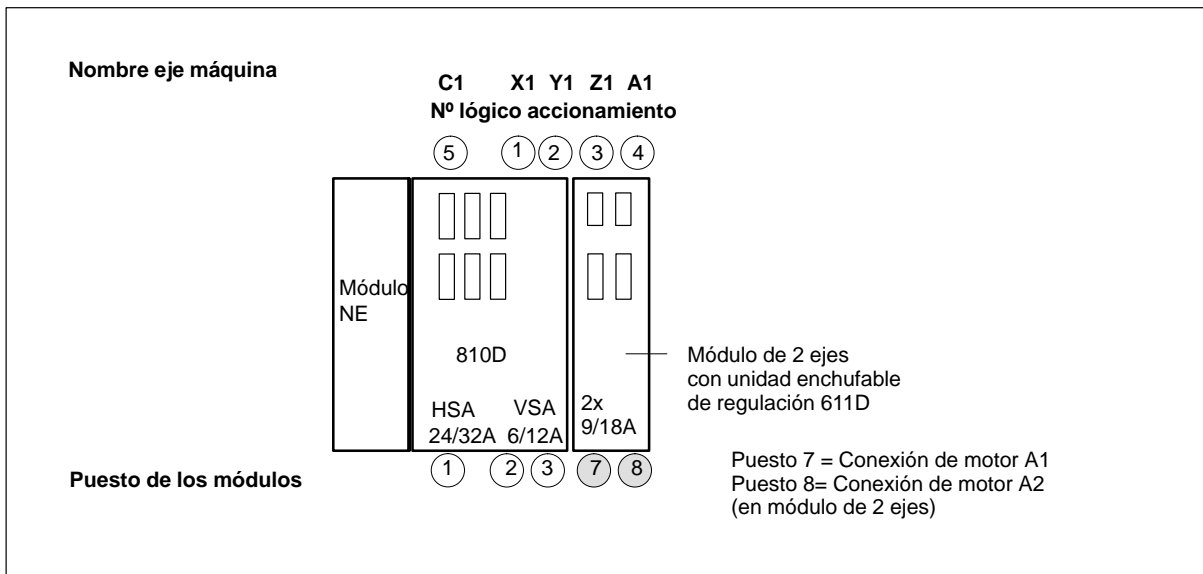 Nombre eje máquina
C1 X1 Y1 Z1 A1
Nº lógico accionamiento
5 1 2 3 4
Módulo
NE
810D
Módulo de 2 ejes
con unidad enchufable
de regulación 611D
HSA VSA 2x
24/32A 6/12A 9/18A
Puesto de los módulos
1 2 3 7 8
Puesto 7 = Conexión de motor A1
Puesto 8= Conexión de motor A2
(en módulo de 2 ejes)